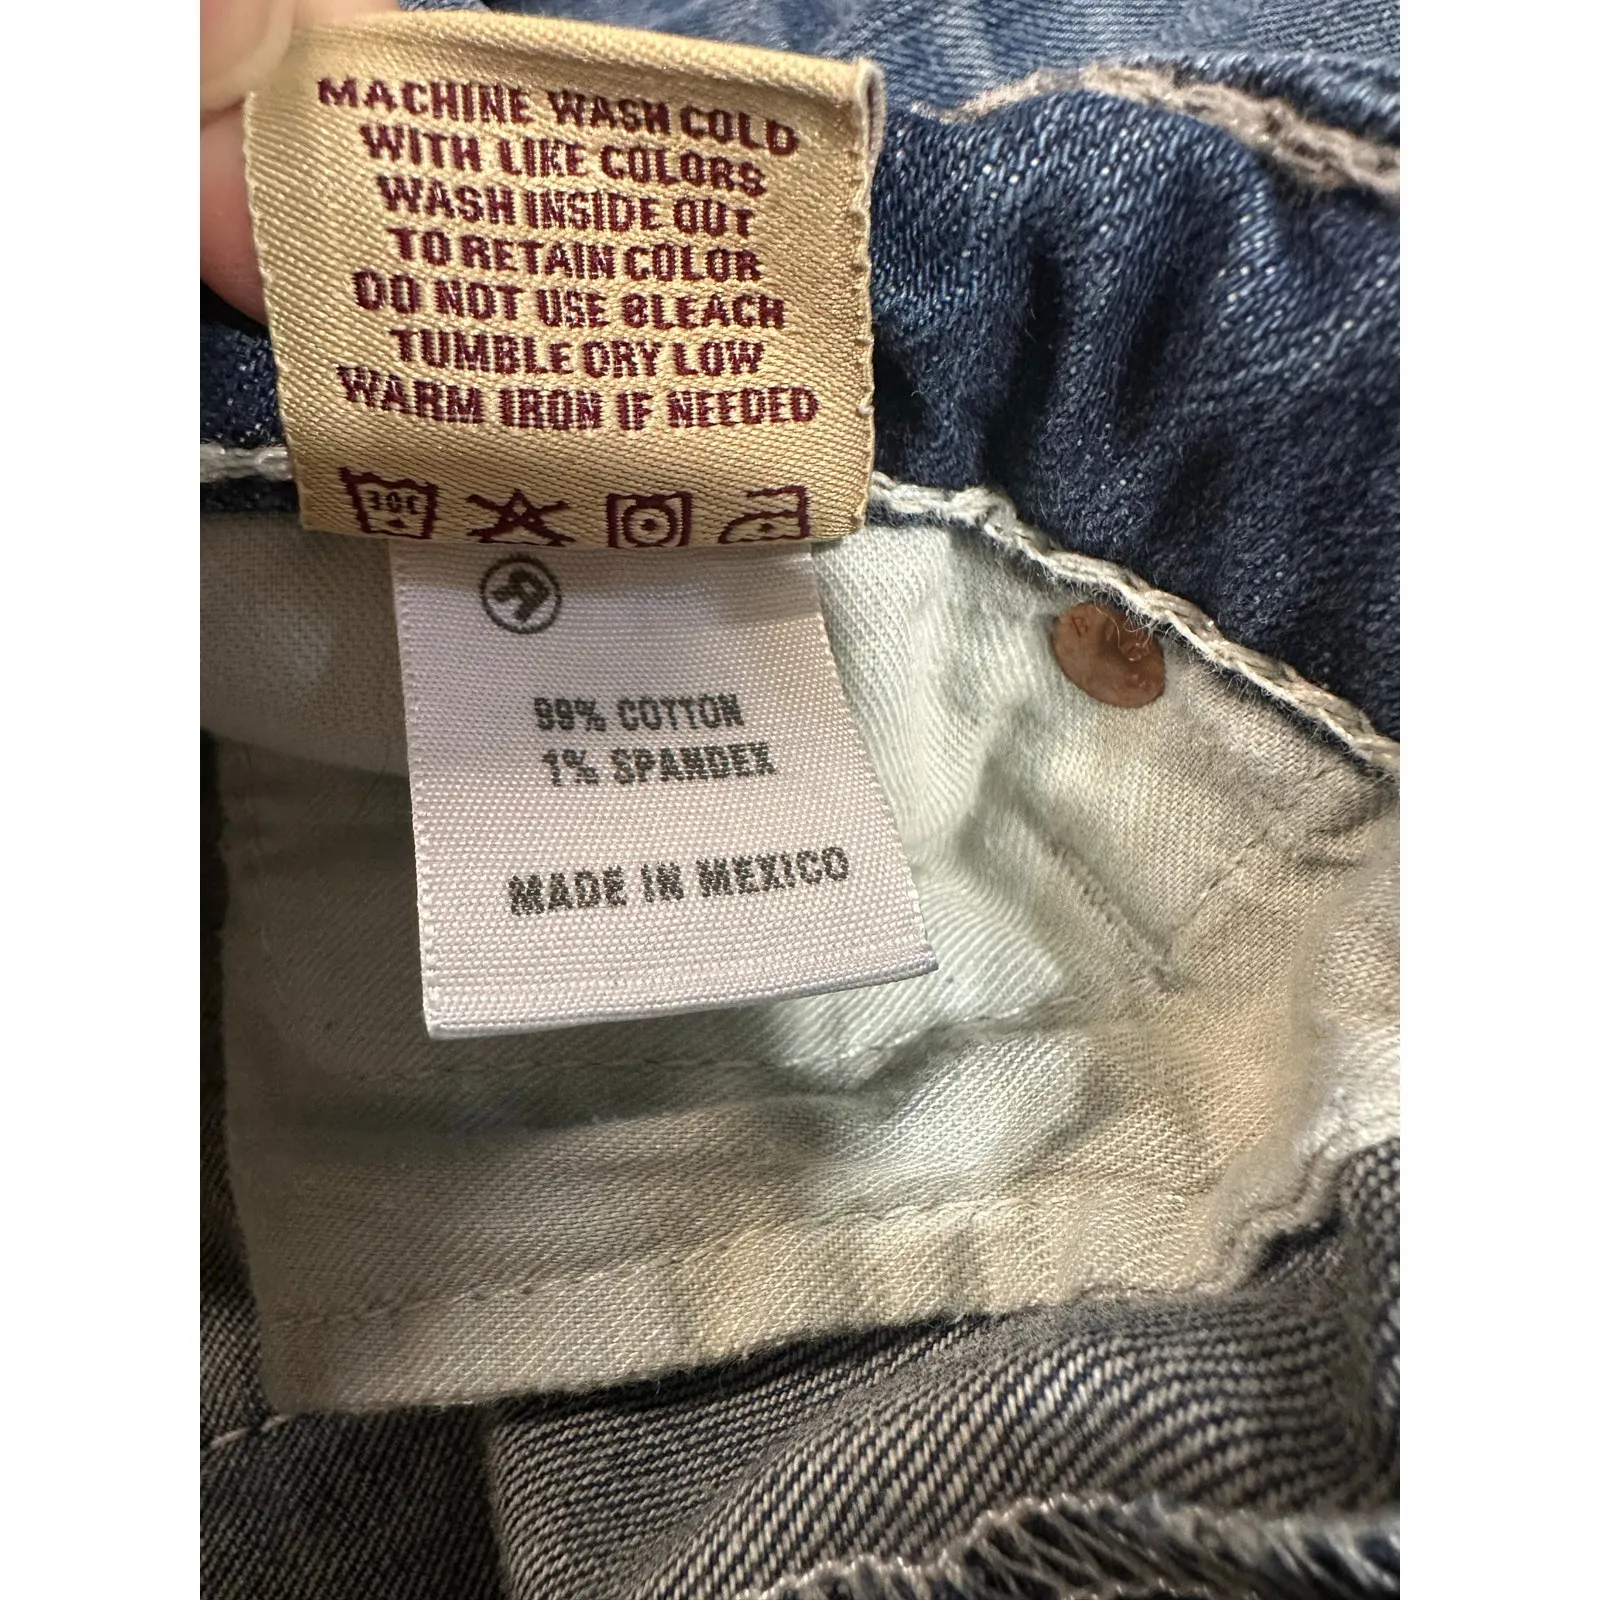 MACHINE WASH COLD
WITH LIKE COLORS
WASH INSIDE OUT
TO RETAIN COLOR
DO NOT USE BLEACH
TUMBLE DRY LOW
WARM IRON IF NEEDED
30C
99% COTTON
1% SPANDEX
MADE IN MEXICO